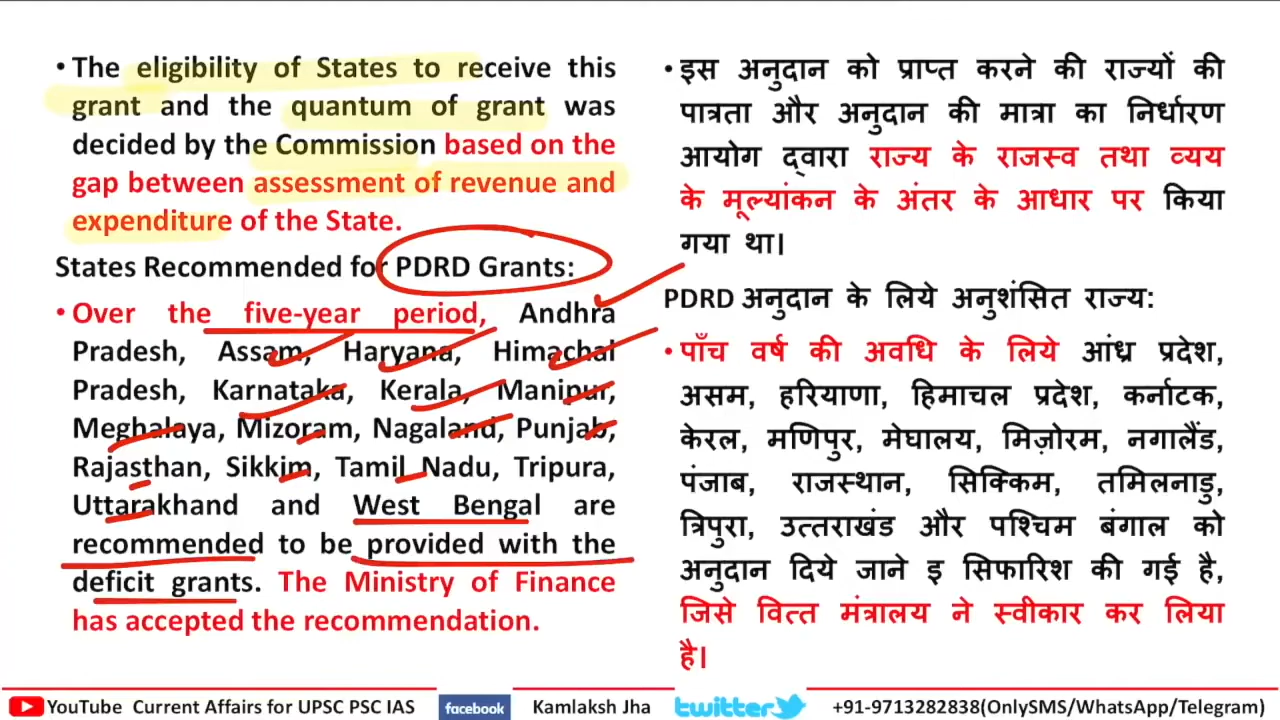 • The eligibility of States to receive this
grant and the quantum of grant was
decided by the Commission based on the
gap between assessment of revenue and
expenditure of the State.
States Recommended for PDRD Grants:
• Over the five-year period, Andhra
Pradesh, Assam, Haryana, Himachal
Pradesh, Karnataka, Kerala, Manipur,
Meghalaya, Mizoram, Nagaland, Punjab,
Rajasthan, Sikkim, Tamil Nadu, Tripura,
Uttarakhand and West Bengal are
recommended to be provided with the
deficit grants. The Ministry of Finance
has accepted the recommendation.
• इस अनुदान को प्राप्त करने की राज्यों की
पात्रता और अनुदान की मात्रा का निर्धारण
आयोग द्वारा राज्य के राजस्व तथा व्यय
के मूल्यांकन के अंतर के आधार पर किया
गया था।
PDRD अनुदान के लिये अनुशंसित राज्य:
• पाँच वर्ष की अवधि के लिये आंध्र प्रदेश,
असम, हरियाणा, हिमाचल प्रदेश, कर्नाटक,
केरल, मणिपुर, मेघालय, मिज़ोरम, नगालैंड,
पंजाब, राजस्थान, सिक्किम, तमिलनाडु,
त्रिपुरा, उत्तराखंड और पश्चिम बंगाल को
अनुदान दिये जाने इ सिफारिश की गई है,
जिसे वित्त मंत्रालय ने स्वीकार कर लिया
है।
YouTube Current Affairs for UPSC PSC IAS facebook Kamlaksh Jha twitter +91-9713282838(OnlySMS/WhatsApp/Telegram)